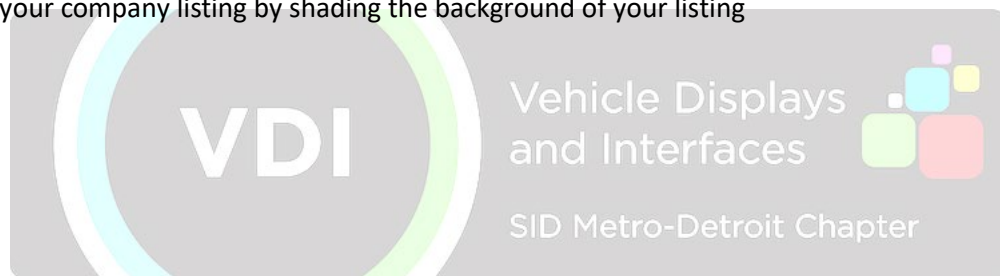 your company listing by shading the background of your listing
VDI
Vehicle Displays
and Interfaces
SID Metro-Detroit Chapter